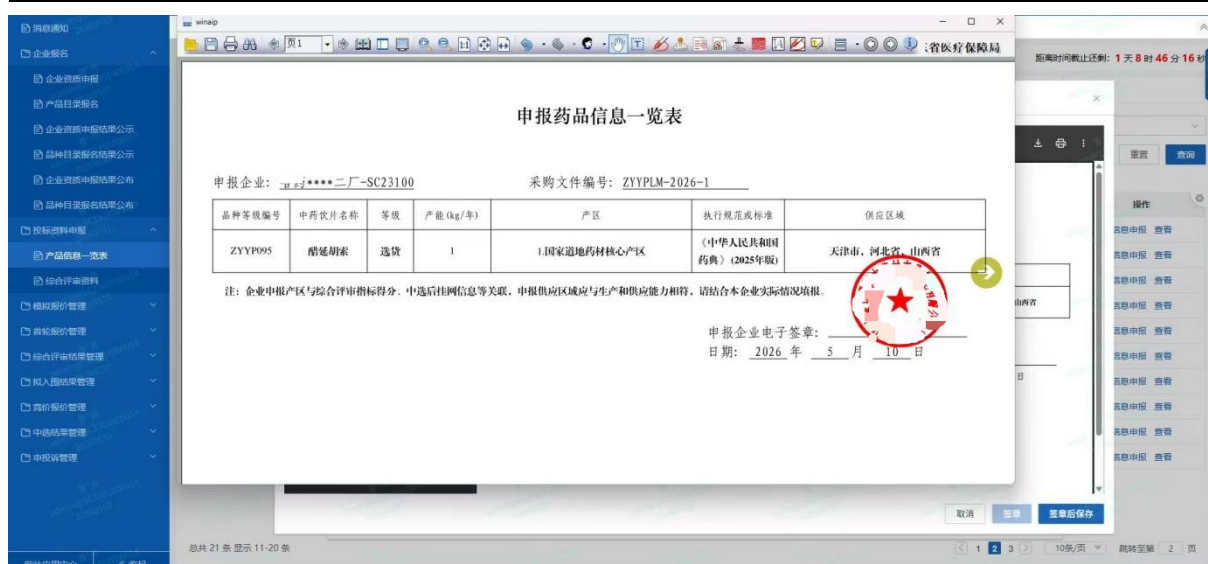 消息通知
企业报名
企业资质申报
产品目录报名
企业资质申报结果公示
品种目录报名结果公示
企业资质申报结果公布
品种目录报名结果公布
投标资料申报
产品信息一览表
综合评审资料
模拟报价管理
首轮报价管理
综合评审结果管理
拟入围结果管理
竞价报价管理
中选结果管理
申投诉管理
winaip
页1
省医疗保障局
距离时间截止还剩: 1 天 8 时 46 分 16 秒
重置 查询
操作
申报药品信息一览表
申报企业: ****二厂-SC23100 采购文件编号: ZYYPLM-2026-1
品种等级编号 中药饮片名称 等级 产能(kg/年) 产区 执行规范或标准 供应区域
ZYYP095 醋延胡索 选货 1 1.国家道地药材核心产区 《中华人民共和国药典》(2025年版) 天津市、河北省、山西省
注: 企业申报产区与综合评审指标得分、中选后挂网信息等关联,申报供应区域应与生产和供应能力相符,请结合本企业实际情况填报。
申报企业电子签章:
日期: 2026 年 5 月 10 日
山西省
日
信息申报 查看
信息申报 查看
信息申报 查看
信息申报 查看
信息申报 查看
信息申报 查看
信息申报 查看
信息申报 查看
信息申报 查看
信息申报 查看
取消 签章 签章后保存
总共 21 条 显示 11-20 条
1 2 3 10条/页 跳转至第 2 页